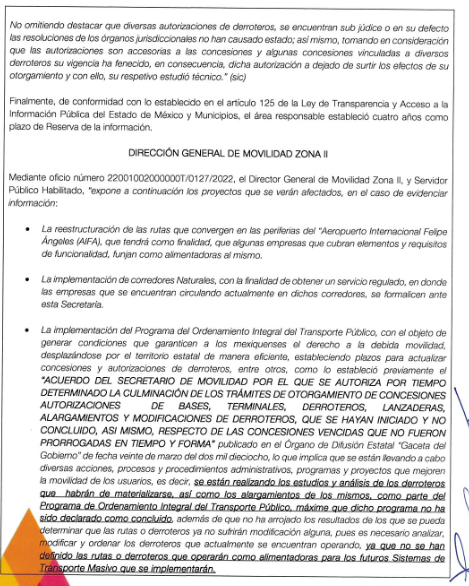 No omitiendo destacar que diversas autorizaciones de derroteros, se encuentran sub júdice o en su defecto
las resoluciones de los órganos jurisdiccionales no han causado estado; así mismo, tomando en consideración
que las autorizaciones son accesorias a las concesiones y algunas concesiones vinculadas a diversos
derroteros su vigencia ha fenecido, en consecuencia, dicha autorización a dejado de surtir los efectos de su
otorgamiento y con ello, su respetivo estudio técnico.” (sic)
Finalmente, de conformidad con lo establecido en el artículo 125 de la Ley de Transparencia y Acceso a la
Información Pública del Estado de México y Municipios, el área responsable estableció cuatro años como
plazo de Reserva de la información.
DIRECCIÓN GENERAL DE MOVILIDAD ZONA II
Mediante oficio número 22001002000000T/0127/2022, el Director General de Movilidad Zona II, y Servidor
Público Habilitado, “expone a continuación los proyectos que se verán afectados, en el caso de evidenciar
información:
• La reestructuración de las rutas que convergen en las periferias del “Aeropuerto Internacional Felipe
Ángeles (AIFA), que tendrá como finalidad, que algunas empresas que cubran elementos y requisitos
de funcionalidad, funjan como alimentadoras al mismo.
• La implementación de corredores Naturales, con la finalidad de obtener un servicio regulado, en donde
las empresas que se encuentran circulando actualmente en dichos corredores, se formalicen ante
esta Secretaría.
• La implementación del Programa del Ordenamiento Integral del Transporte Público, con el objeto de
generar condiciones que garanticen a los mexiquenses el derecho a la debida movilidad,
desplazándose por el territorio estatal de manera eficiente, estableciendo plazos para actualizar
concesiones y autorizaciones de derroteros, entre otros, como lo estableció previamente el
“ACUERDO DEL SECRETARIO DE MOVILIDAD POR EL QUE SE AUTORIZA POR TIEMPO
DETERMINADO LA CULMINACIÓN DE LOS TRÁMITES DE OTORGAMIENTO DE CONCESIONES
AUTORIZACIONES DE BASES, TERMINALES, DERROTEROS, LANZADERAS,
ALARGAMIENTOS Y MODIFICACIONES DE DERROTEROS, QUE SE HAYAN INICIADO Y NO
CONCLUIDO, ASI MISMO, RESPECTO DE LAS CONCESIONES VENCIDAS QUE NO FUERON
PRORROGADAS EN TIEMPO Y FORMA” publicado en el Órgano de Difusión Estatal “Gaceta del
Gobierno” de fecha veinte de marzo del dos mil dieciocho, lo que implica que se están llevando a cabo
diversas acciones, procesos y procedimientos administrativos, programas y proyectos que mejoren
la movilidad de los usuarios, es decir, se están realizando los estudios y análisis de los derroteros
que habrán de materializarse, así como los alargamientos de los mismos, como parte del
Programa de Ordenamiento Integral del Transporte Público, máxime que dicho programa no ha
sido declarado como concluido, además de que no ha arrojado los resultados de los que se pueda
determinar que las rutas o derroteros ya no sufrirán modificación alguna, pues es necesario analizar,
modificar y ordenar los derroteros que actualmente se encuentran operando, ya que no se han
definido las rutas o derroteros que operarán como alimentadoras para los futuros Sistemas de
Transporte Masivo que se implementarán.